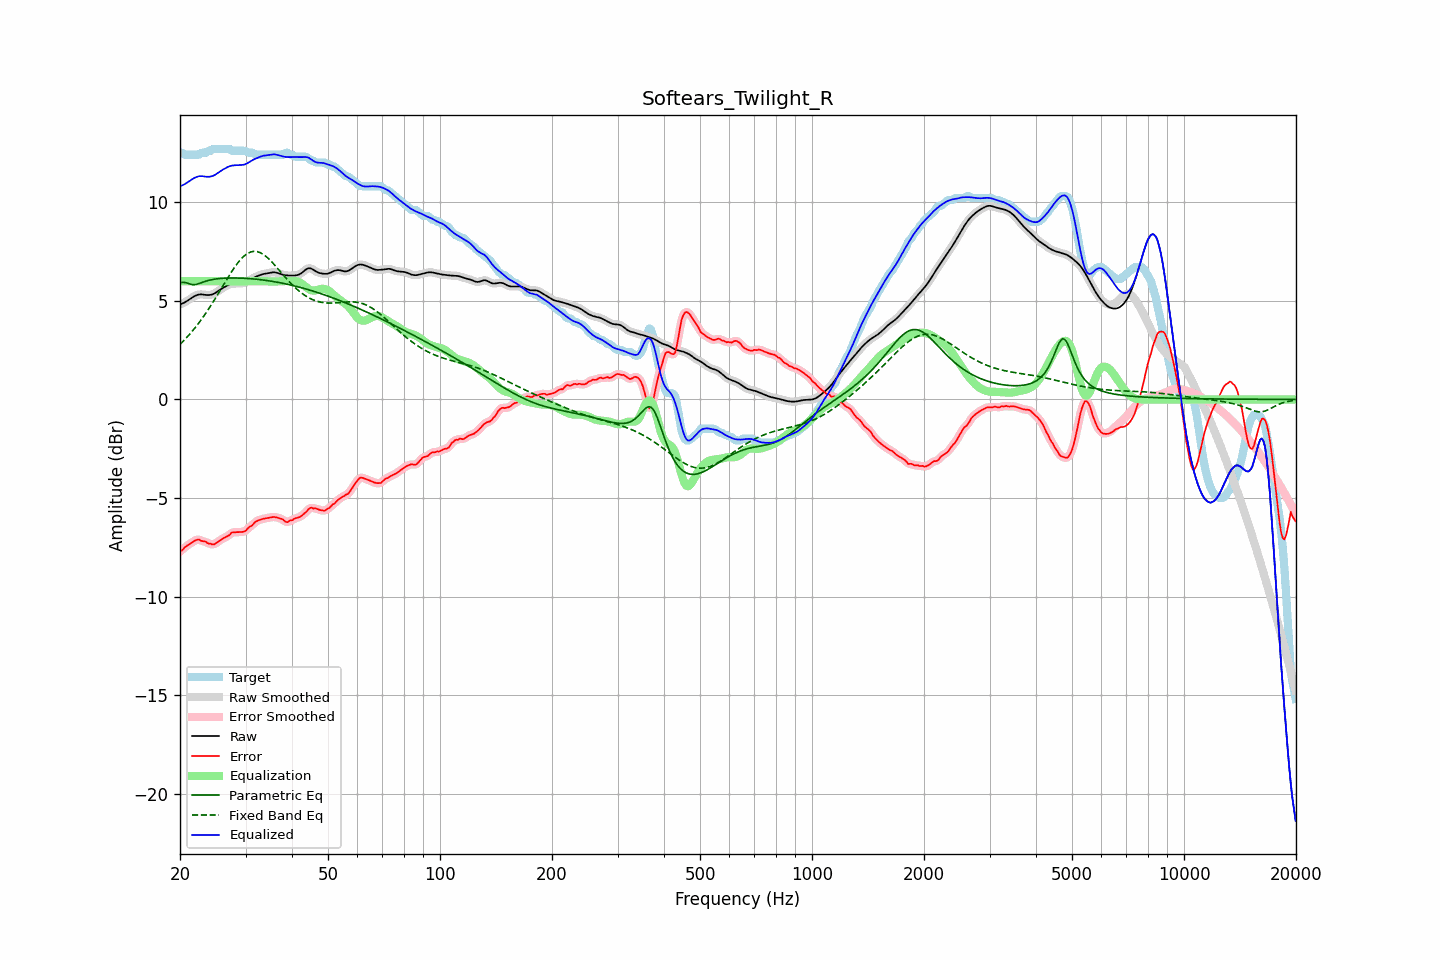 Softears_Twilight_R
Amplitude (dBr)
10
5
0
−5
−10
−15
−20
Target
Raw Smoothed
Error Smoothed
Raw
Error
Equalization
Parametric Eq
Fixed Band Eq
Equalized
20 50 100 200 500 1000 2000 5000 10000 20000
Frequency (Hz)